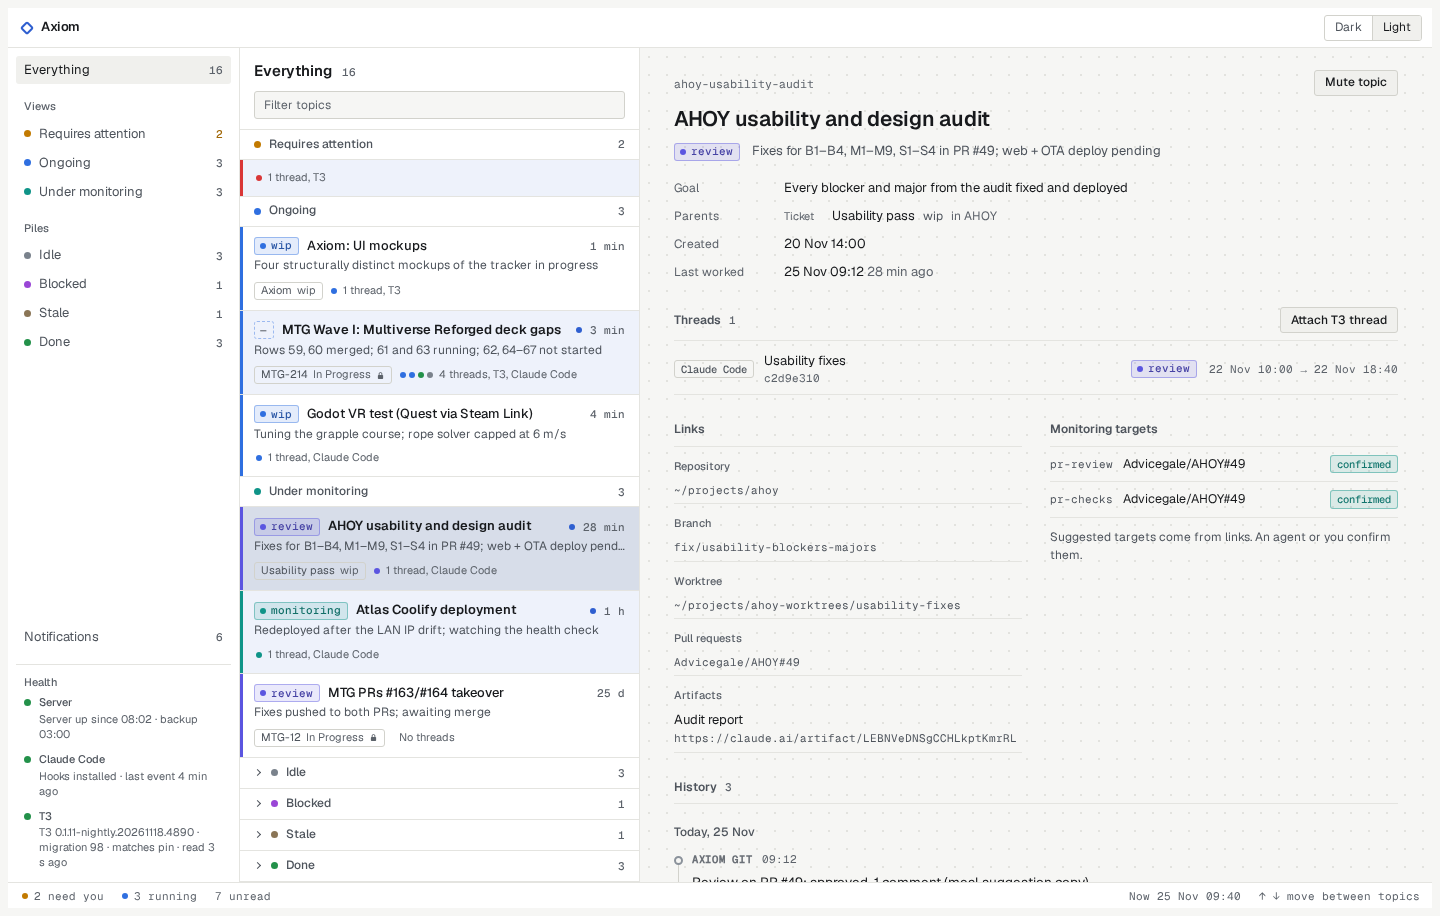 Axiom
Dark Light
Everything 16
Views
Requires attention 2
Ongoing 3
Under monitoring 3
Piles
Idle 3
Blocked 1
Stale 1
Done 3
Notifications 6
Health
Server
Server up since 08:02 · backup
03:00
Claude Code
Hooks installed · last event 4 min
ago
T3
T3 0.1.11-nightly.20261118.4890 ·
migration 98 · matches pin · read 3
s ago
Everything 16
Filter topics
Requires attention 2
1 thread, T3
Ongoing 3
wip Axiom: UI mockups 1 min
Four structurally distinct mockups of the tracker in progress
Axiom wip 1 thread, T3
– MTG Wave I: Multiverse Reforged deck gaps 3 min
Rows 59, 60 merged; 61 and 63 running; 62, 64–67 not started
MTG-214 In Progress 4 threads, T3, Claude Code
wip Godot VR test (Quest via Steam Link) 4 min
Tuning the grapple course; rope solver capped at 6 m/s
1 thread, Claude Code
Under monitoring 3
review AHOY usability and design audit 28 min
Fixes for B1–B4, M1–M9, S1–S4 in PR #49; web + OTA deploy pend…
Usability pass wip 1 thread, Claude Code
monitoring Atlas Coolify deployment 1 h
Redeployed after the LAN IP drift; watching the health check
1 thread, Claude Code
review MTG PRs #163/#164 takeover 25 d
Fixes pushed to both PRs; awaiting merge
MTG-12 In Progress No threads
Idle 3
Blocked 1
Stale 1
Done 3
ahoy-usability-audit
Mute topic
AHOY usability and design audit
review Fixes for B1–B4, M1–M9, S1–S4 in PR #49; web + OTA deploy pending
Goal Every blocker and major from the audit fixed and deployed
Parents Ticket Usability pass wip in AHOY
Created 20 Nov 14:00
Last worked 25 Nov 09:12 28 min ago
Threads 1
Attach T3 thread
Claude Code Usability fixes
c2d9e310
review 22 Nov 10:00 → 22 Nov 18:40
Links
Repository
~/projects/ahoy
Branch
fix/usability-blockers-majors
Worktree
~/projects/ahoy-worktrees/usability-fixes
Pull requests
Advicegale/AHOY#49
Artifacts
Audit report
https://claude.ai/artifact/LEBNVeDNSgCCHLkptKmrRL
Monitoring targets
pr-review Advicegale/AHOY#49 confirmed
pr-checks Advicegale/AHOY#49 confirmed
Suggested targets come from links. An agent or you confirm
them.
History 3
Today, 25 Nov
AXIOM GIT 09:12
Review on PR #49: approved, 1 comment (meal suggestion copy)
2 need you 3 running 7 unread
Now 25 Nov 09:40 ↑ ↓ move between topics